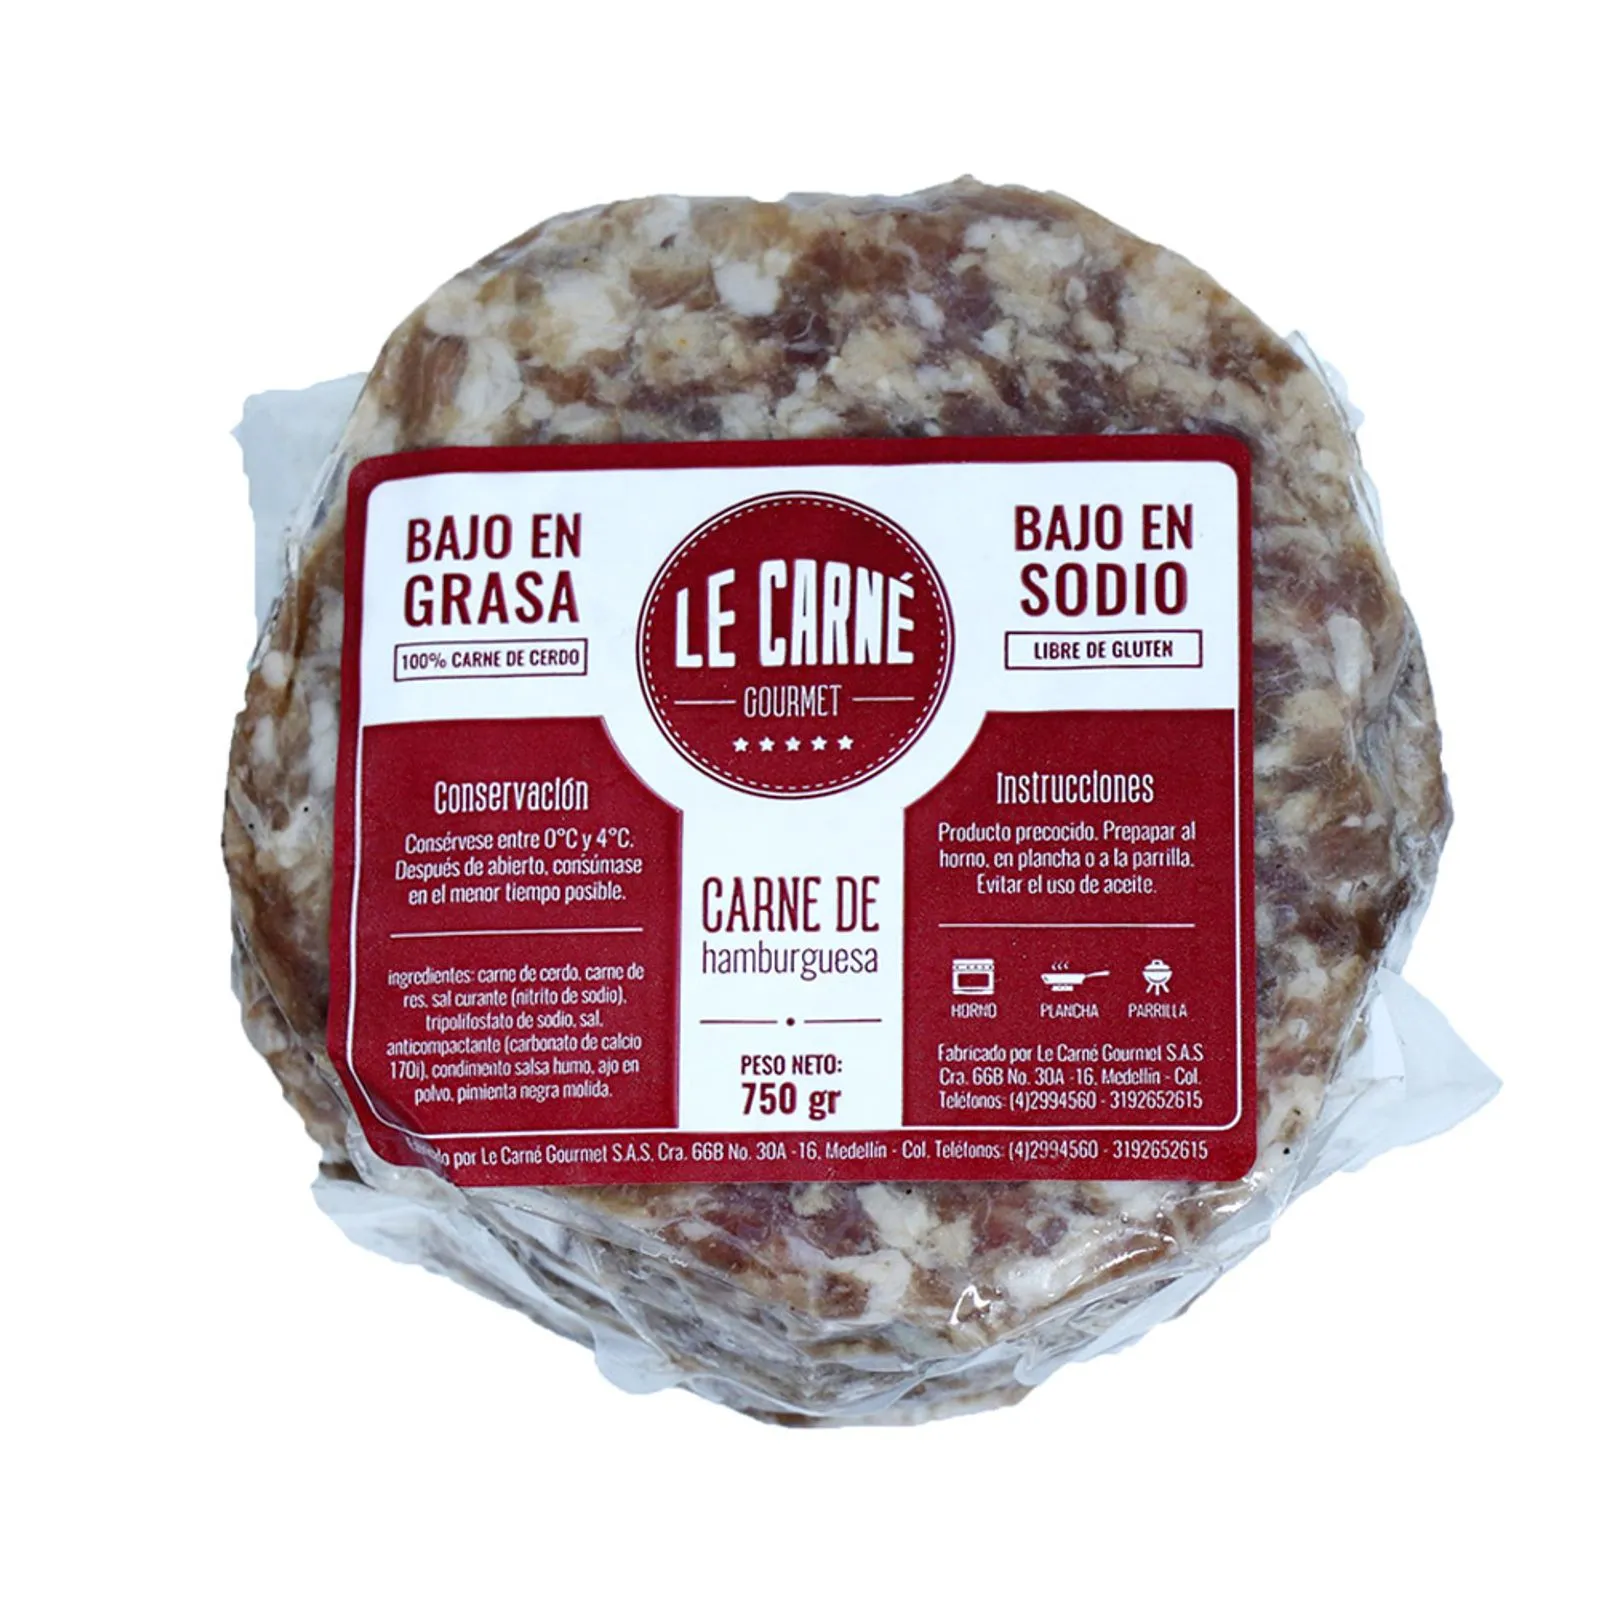 BAJO EN
GRASA
100% CARNE DE CERDO
LE CARNÉ
GOURMET
BAJO EN
SODIO
LIBRE DE GLUTEN
Conservación
Consérvese entre 0°C y 4°C.
Después de abierto, consúmase
en el menor tiempo posible.
ingredientes: carne de cerdo, carne de
res, sal curante (nitrito de sodio),
tripolifosfato de sodio, sal,
anticompactante (carbonato de calcio
170i), condimento salsa humo, ajo en
polvo, pimienta negra molida.
CARNE DE
hamburguesa
PESO NETO:
750 gr
Instrucciones
Producto precocido. Prepapar al
horno, en plancha o a la parrilla.
Evitar el uso de aceite.
HORNO PLANCHA PARRILLA
Fabricado por Le Carné Gourmet S.A.S
Cra. 66B No. 30A -16. Medellín - Col.
Teléfonos: (4)2994560 - 3192652615
por Le Carné Gourmet S.A.S. Cra. 66B No. 30A -16. Medellín - Col. Teléfonos: (4)2994560 - 3192652615